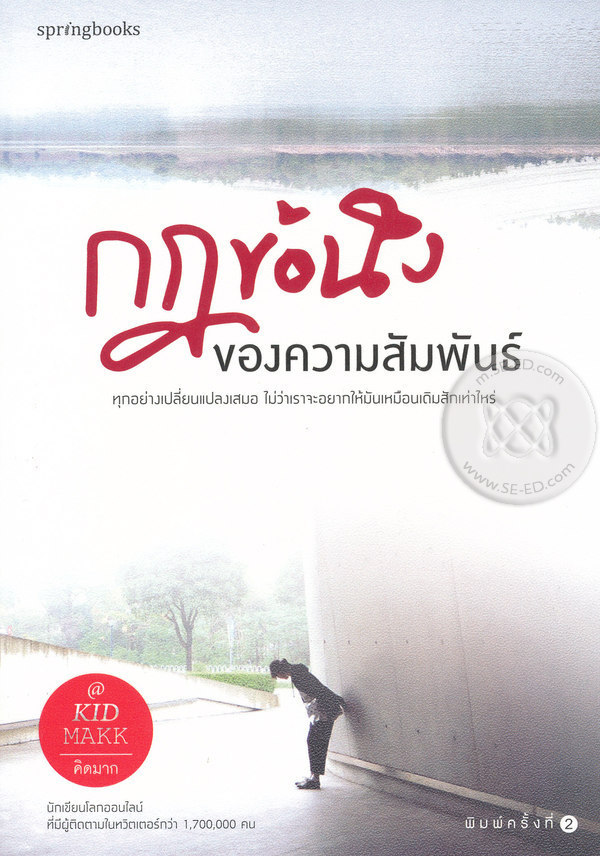 springbooks
กฎข้อนึง
ของความสัมพันธ์
ทุกอย่างเปลี่ยนแปลงเสมอ ไม่ว่าเราจะอยากให้มันเหมือนเดิมสักเท่าไหร่
m.SE-ED.com
www.SE-ED.com
@
KID
MAKK
คิดมาก
นักเขียนโลกออนไลน์
ที่มีผู้ติดตามในทวิตเตอร์กว่า 1,700,000 คน
พิมพ์ครั้งที่ 2